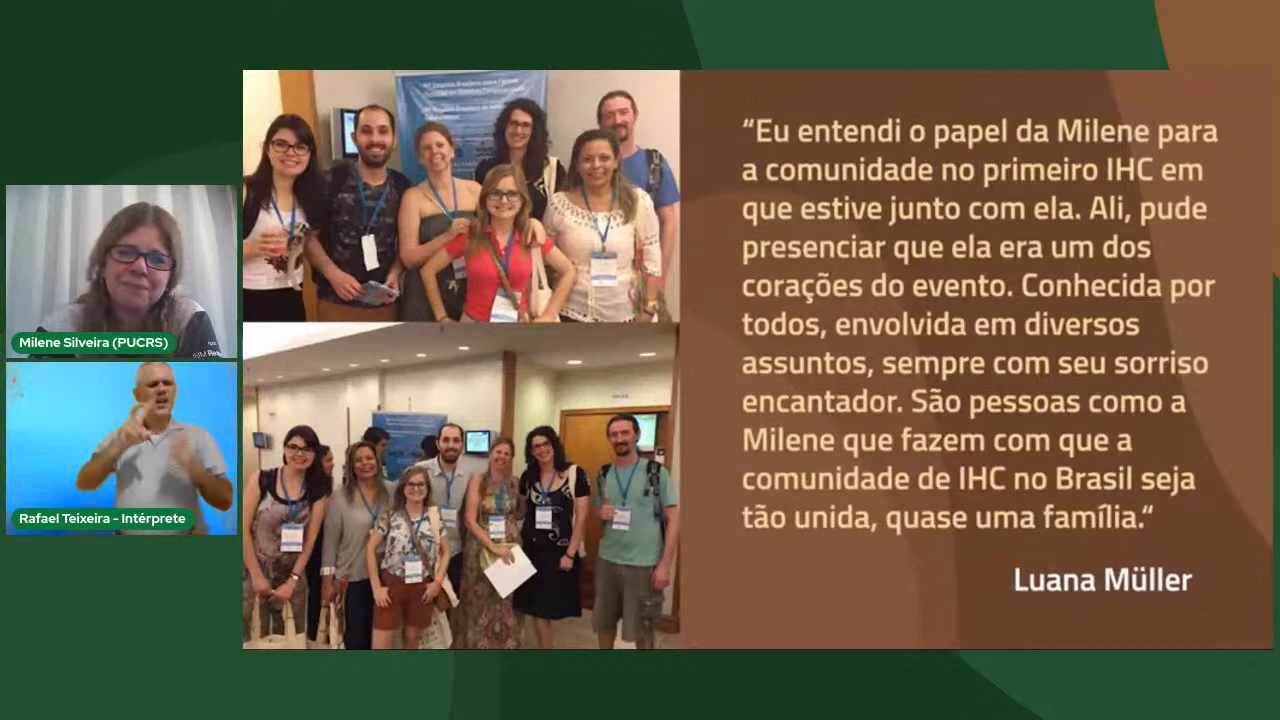 “Eu entendi o papel da Milene para
a comunidade no primeiro IHC em
que estive junto com ela. Ali, pude
presenciar que ela era um dos
corações do evento. Conhecida por
todos, envolvida em diversos
assuntos, sempre com seu sorriso
encantador. São pessoas como a
Milene que fazem com que a
comunidade de IHC no Brasil seja
tão unida, quase uma família.“
Luana Müller
Milene Silveira (PUCRS)
Rafael Teixeira - Intérprete